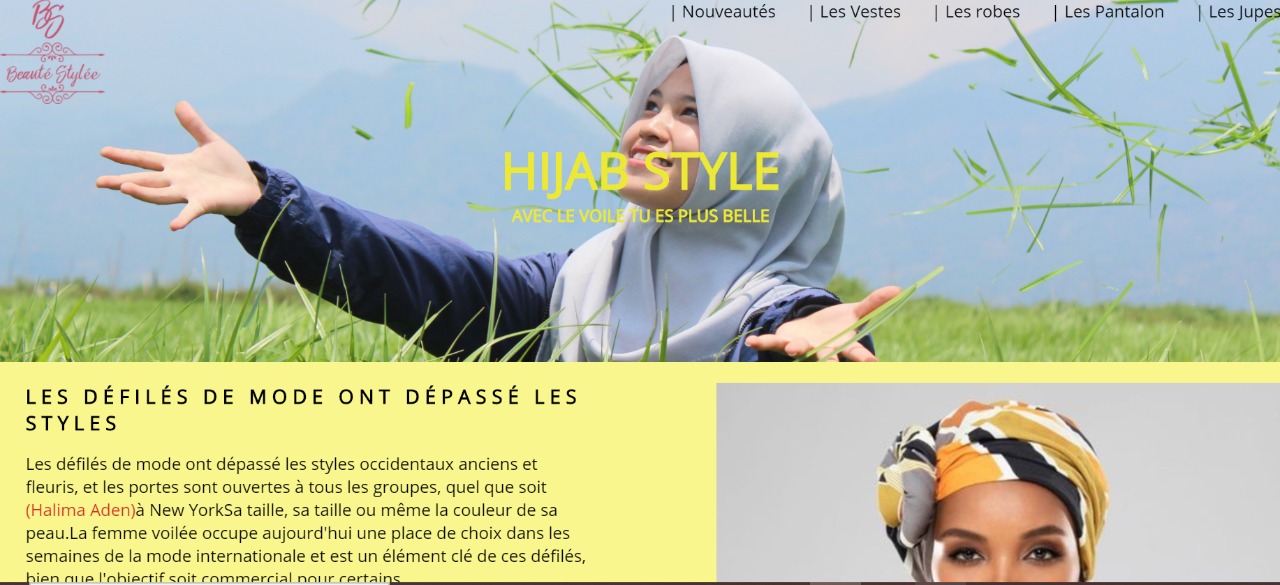 BS
Beauté Stylée
| Nouveautés | Les Vestes | Les robes | Les Pantalon | Les Jupes
HIJAB STYLE
AVEC LE VOILE TU ES PLUS BELLE
LES DÉFILÉS DE MODE ONT DÉPASSÉ LES
STYLES
Les défilés de mode ont dépassé les styles occidentaux anciens et
fleuris, et les portes sont ouvertes à tous les groupes, quel que soit
(Halima Aden)à New YorkSa taille, sa taille ou même la couleur de sa
peau.La femme voilée occupe aujourd'hui une place de choix dans les
semaines de la mode internationale et est un élément clé de ces défilés,
bien que l'objectif soit commercial pour certains